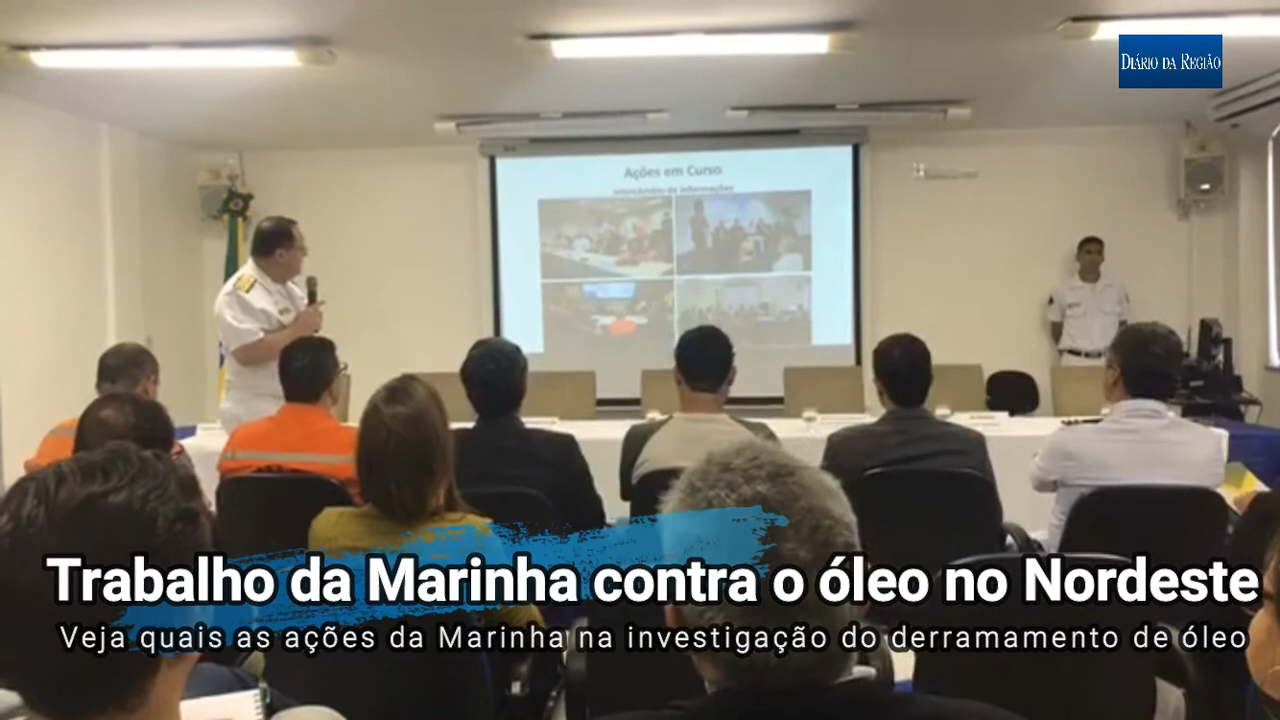 DIÁRIO DA REGIÃO
Ações em Curso
Intercâmbio de Informações
Trabalho da Marinha contra o óleo no Nordeste
Veja quais as ações da Marinha na investigação do derramamento de óleo